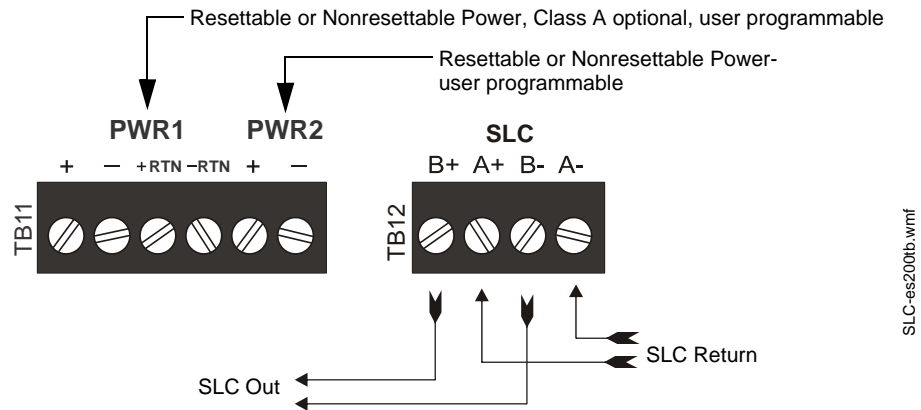 Resettable or Nonresettable Power, Class A optional, user programmable
Resettable or Nonresettable Power-
user programmable
PWR1 PWR2 SLC
+ — +RTN −RTN + — B+ A+ B- A-
TB11
TB12
SLC Return
SLC Out
SLC-es200tb.wmf